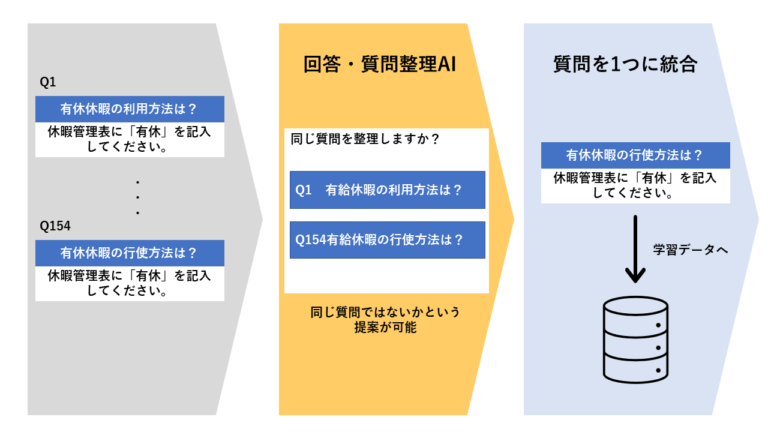 Q1
有休休暇の利用方法は？
休暇管理表に「有休」を記入
してください。
・
・
・
Q154
有休休暇の行使方法は？
休暇管理表に「有休」を記入
してください。
回答・質問整理AI
同じ質問を整理しますか？
Q1　有給休暇の利用方法は？
Q154有給休暇の行使方法は？
同じ質問ではないかという
提案が可能
質問を1つに統合
有休休暇の行使方法は？
休暇管理表に「有休」を記入
してください。
学習データへ